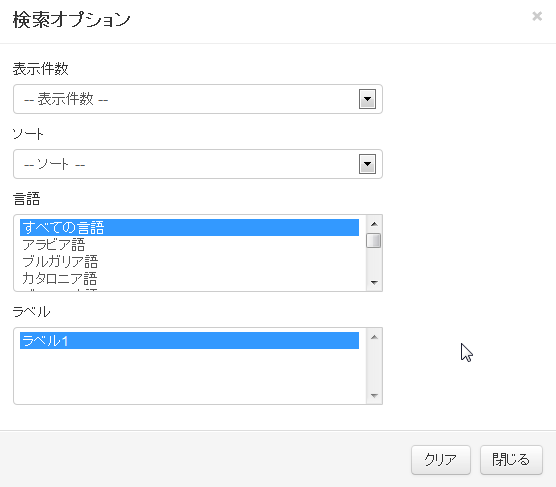 検索オプション
×
表示件数
-- 表示件数 --
ソート
-- ソート --
言語
すべての言語
アラビア語
ブルガリア語
カタロニア語
ラベル
ラベル1
クリア
閉じる